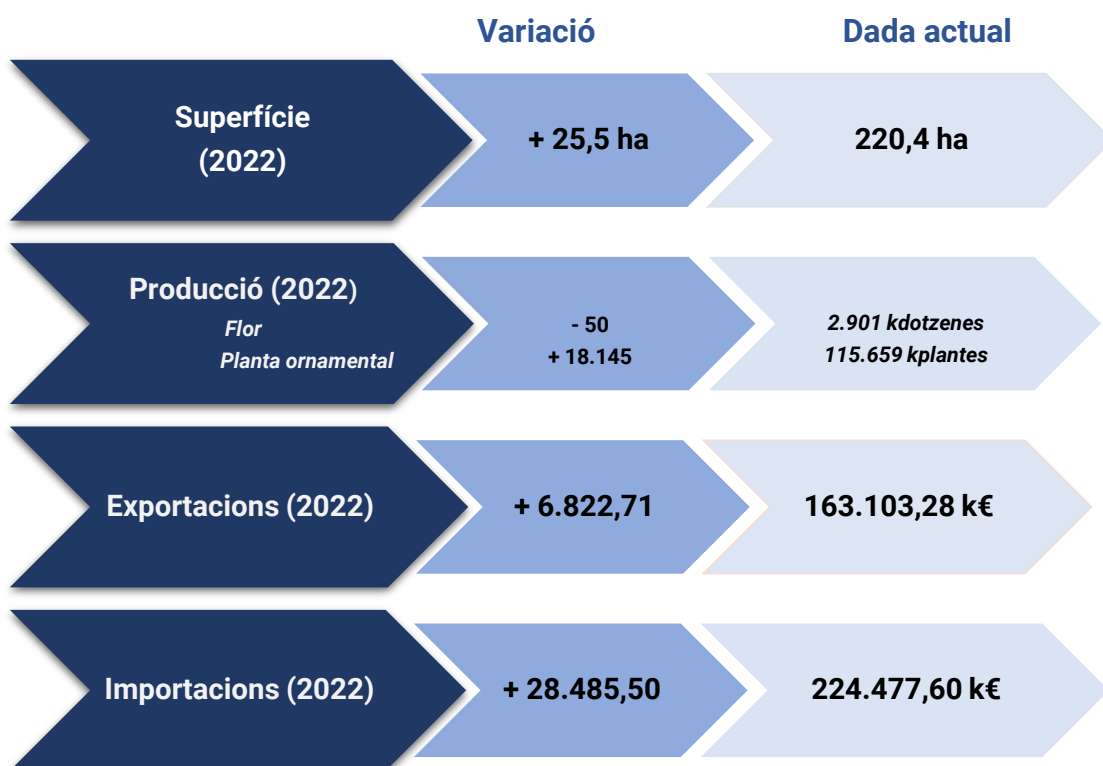 Variació Dada actual
Superfície
(2022)
+ 25,5 ha
220,4 ha
Producció (2022)
Flor
Planta ornamental
- 50
+ 18.145
2.901 kdotzenes
115.659 kplantes
Exportacions (2022)
+ 6.822,71
163.103,28 k€
Importacions (2022)
+ 28.485,50
224.477,60 k€